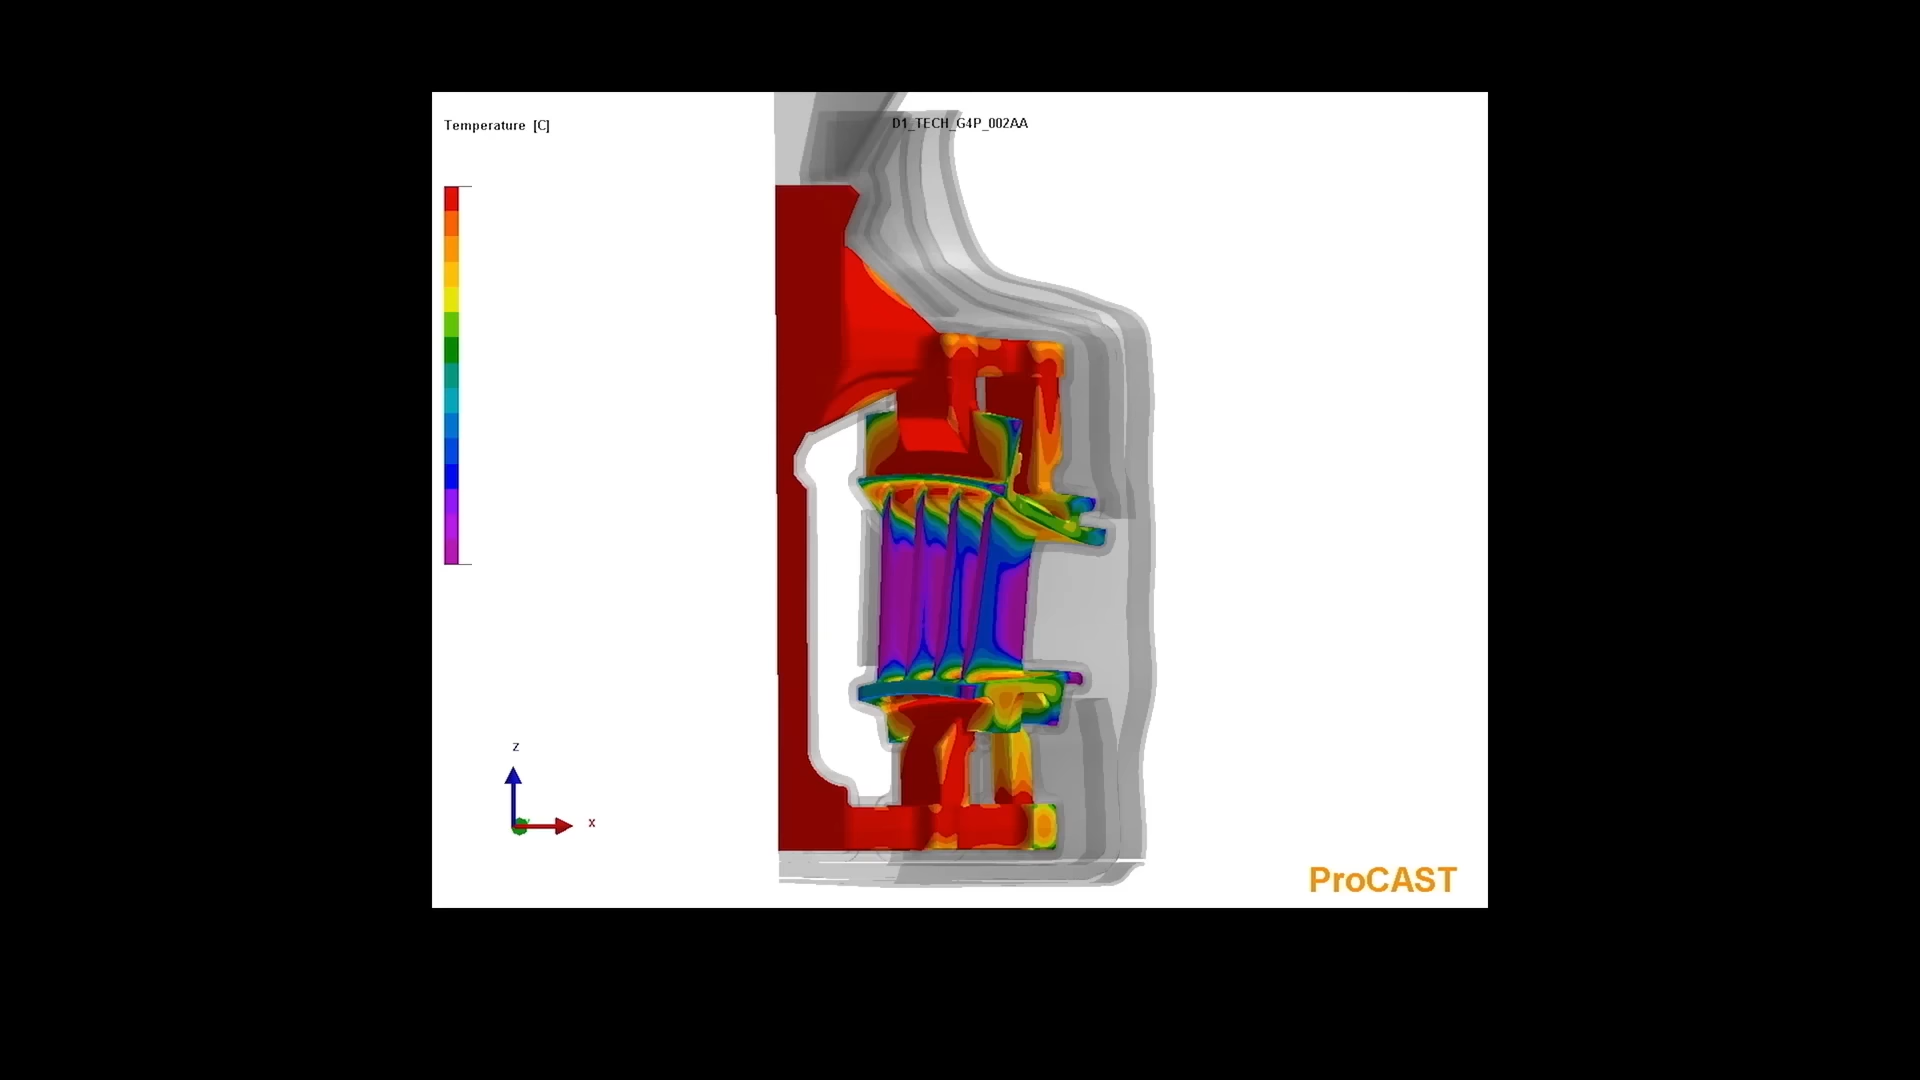 Temperature [C]
D1_TECH_G4P_002AA
z
x
ProCAST